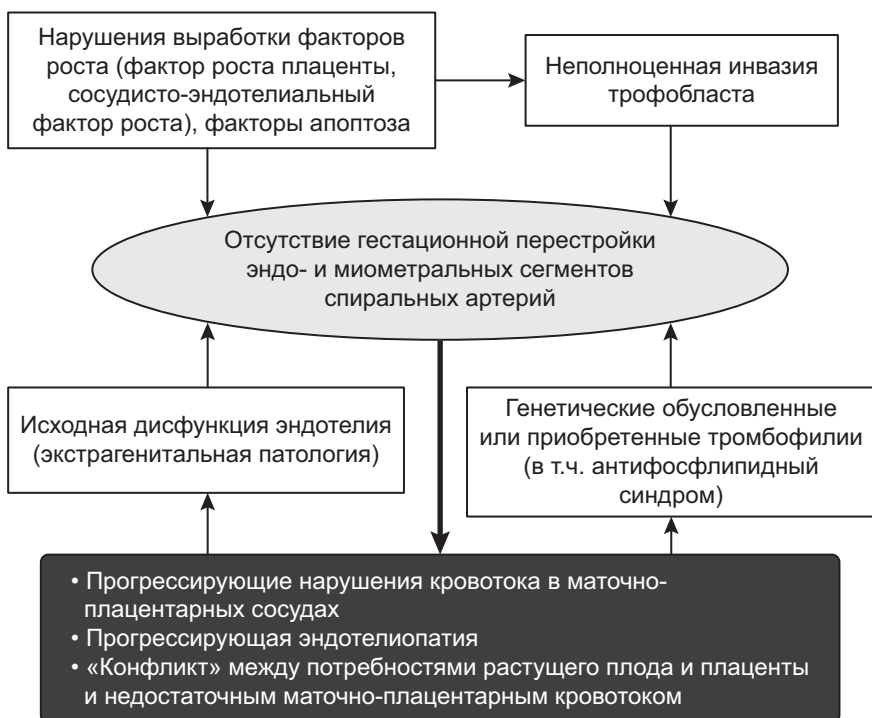 Нарушения выработки факторов
роста (фактор роста плаценты,
сосудисто-эндотелиальный
фактор роста), факторы апоптоза
Неполноценная инвазия
трофобласта
Отсутствие гестационной перестройки
эндо- и миометральных сегментов
спиральных артерий
Исходная дисфункция эндотелия
(экстрагенитальная патология)
Генетические обусловленные
или приобретенные тромбофилии
(в т.ч. антифосфлипидный
синдром)
• Прогрессирующие нарушения кровотока в маточно-
плацентарных сосудах
• Прогрессирующая эндотелиопатия
• «Конфликт» между потребностями растущего плода и плаценты
и недостаточным маточно-плацентарным кровотоком